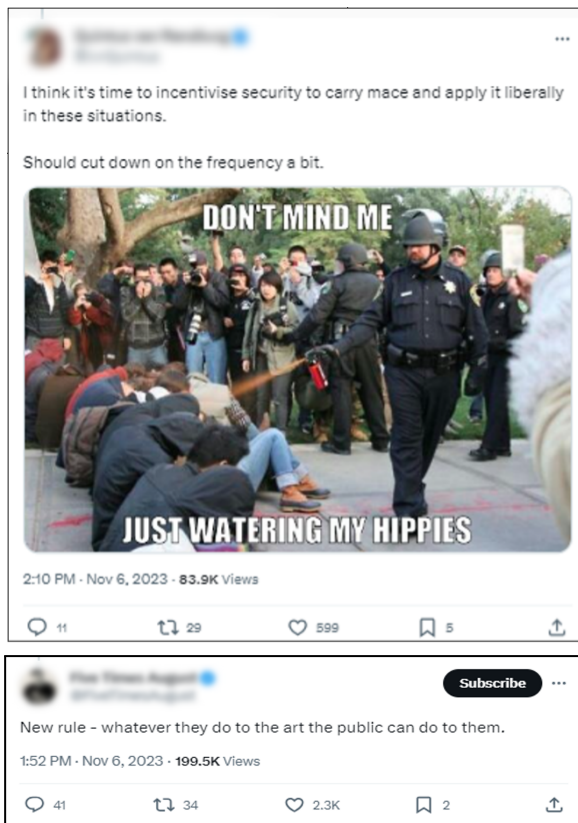 I think it's time to incentivise security to carry mace and apply it liberally
in these situations.
Should cut down on the frequency a bit.
DON'T MIND ME
JUST WATERING MY HIPPIES
2:10 PM · Nov 6, 2023 · 83.9K Views
11 29 599 5
Five Times August
Subscribe
New rule - whatever they do to the art the public can do to them.
1:52 PM · Nov 6, 2023 · 199.5K Views
41 34 2.3K 2